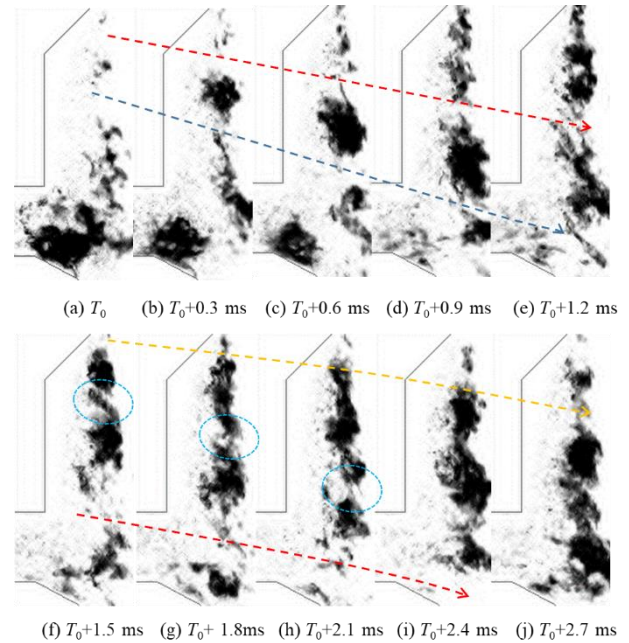 (a) T₀ (b) T₀+0.3 ms (c) T₀+0.6 ms (d) T₀+0.9 ms (e) T₀+1.2 ms
(f) T₀+1.5 ms (g) T₀+ 1.8ms (h) T₀+2.1 ms (i) T₀+2.4 ms (j) T₀+2.7 ms